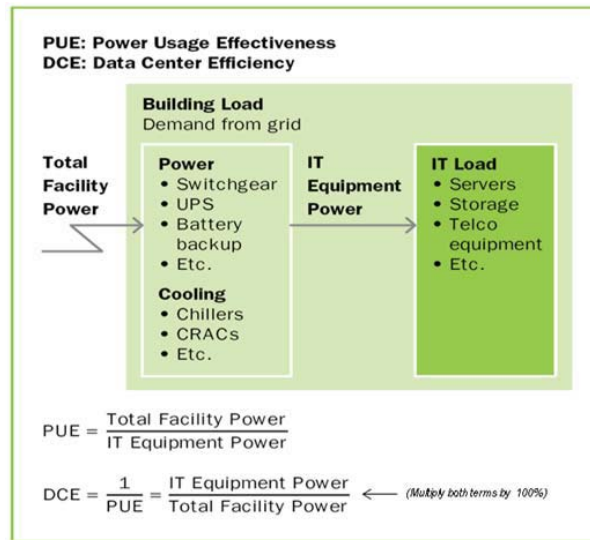 PUE: Power Usage Effectiveness
DCE: Data Center Efficiency
Building Load
Demand from grid
Total
Facility
Power
Power
• Switchgear
• UPS
• Battery
backup
• Etc.
Cooling
• Chillers
• CRACs
• Etc.
IT
Equipment
Power
IT Load
• Servers
• Storage
• Telco
equipment
• Etc.
PUE = Total Facility Power / IT Equipment Power
DCE = 1 / PUE = IT Equipment Power / Total Facility Power (Multiply both terms by 100%)